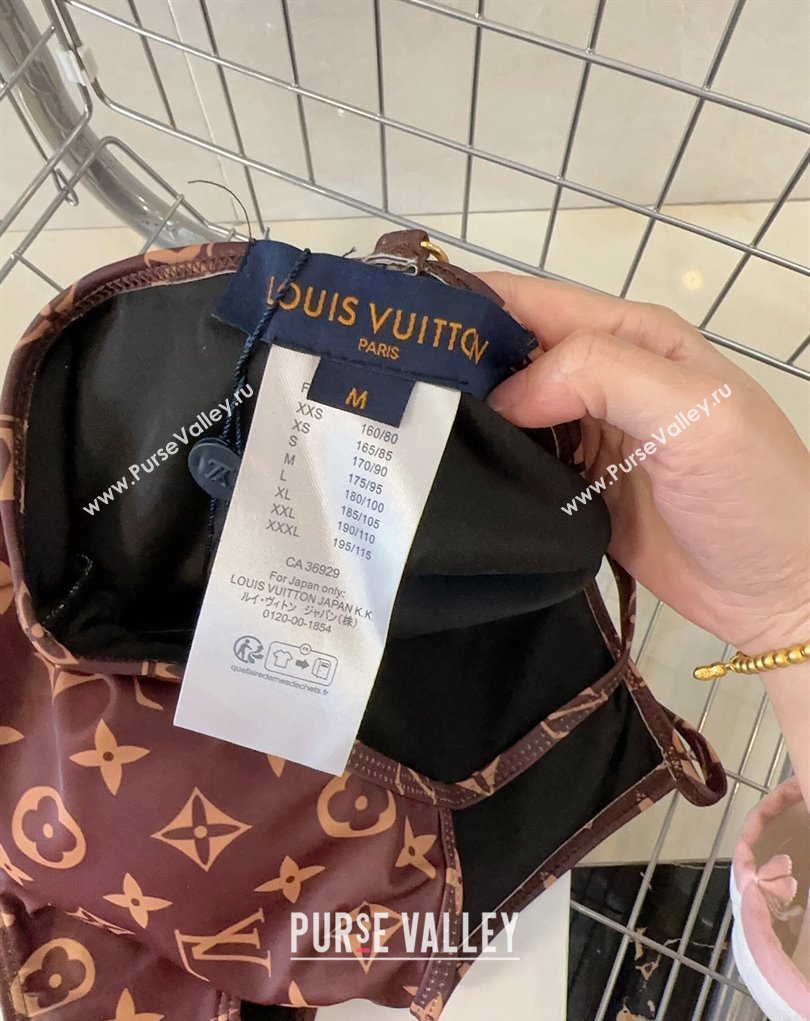 LOUIS VUITTON
PARIS
M
XXS 160/80
XS 165/85
S 170/90
M 175/95
L 180/100
XL 185/105
XXL 190/110
XXXL 195/115
CA 36929
For Japan only:
LOUIS VUITTON JAPAN K.K.
ルイ・ヴィトン ジャパン(株)
0120-00-1854
FR
quefairedemesdechets.fr
www.PurseValley.ru
www.PurseValley.ru
PURSE VALLEY